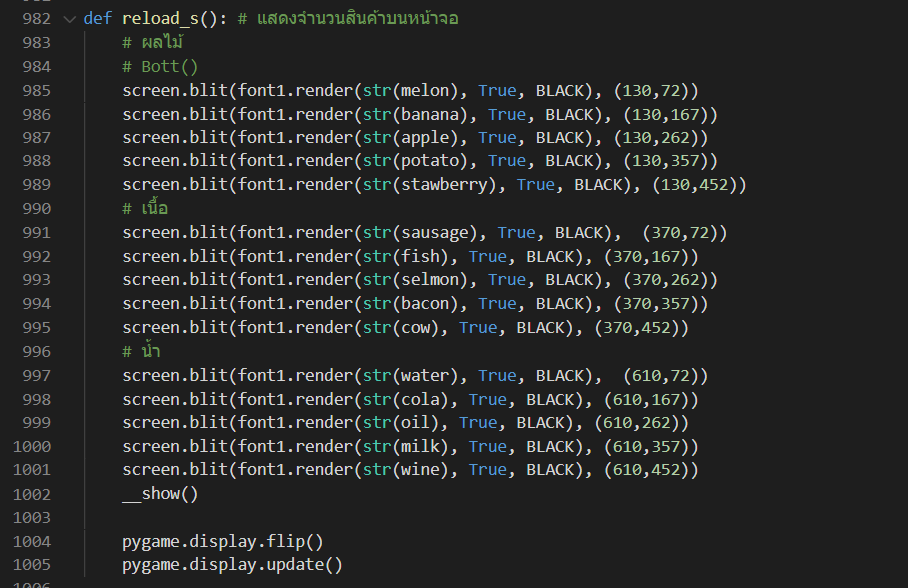 982 def reload_s(): # แสดงจำนวนสินค้าบนหน้าจอ
983 # ผลไม้
984 # Bott()
985 screen.blit(font1.render(str(melon), True, BLACK), (130,72))
986 screen.blit(font1.render(str(banana), True, BLACK), (130,167))
987 screen.blit(font1.render(str(apple), True, BLACK), (130,262))
988 screen.blit(font1.render(str(potato), True, BLACK), (130,357))
989 screen.blit(font1.render(str(stawberry), True, BLACK), (130,452))
990 # เนื้อ
991 screen.blit(font1.render(str(sausage), True, BLACK),  (370,72))
992 screen.blit(font1.render(str(fish), True, BLACK), (370,167))
993 screen.blit(font1.render(str(selmon), True, BLACK), (370,262))
994 screen.blit(font1.render(str(bacon), True, BLACK), (370,357))
995 screen.blit(font1.render(str(cow), True, BLACK), (370,452))
996 # น้ำ
997 screen.blit(font1.render(str(water), True, BLACK),  (610,72))
998 screen.blit(font1.render(str(cola), True, BLACK), (610,167))
999 screen.blit(font1.render(str(oil), True, BLACK), (610,262))
1000 screen.blit(font1.render(str(milk), True, BLACK), (610,357))
1001 screen.blit(font1.render(str(wine), True, BLACK), (610,452))
1002 __show()
1003
1004 pygame.display.flip()
1005 pygame.display.update()